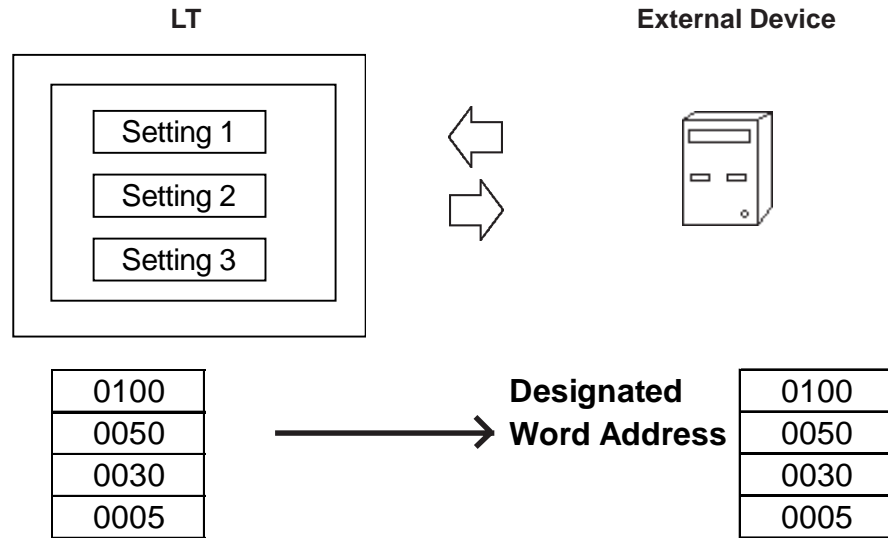 LT
External Device
Setting 1
Setting 2
Setting 3
0100
0050
0030
0005
Designated
Word Address
0100
0050
0030
0005